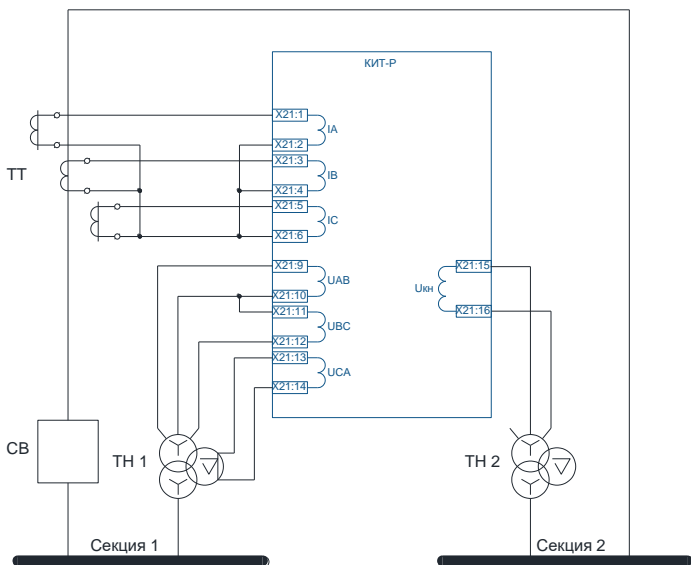 КИТ-Р
X21:1
IA
X21:2
ТТ
X21:3
IB
X21:4
X21:5
IC
X21:6
X21:9
X21:15
UAB
Uкн
X21:10
X21:11
X21:16
UBC
X21:12
X21:13
UCA
X21:14
СВ
ТН 1
ТН 2
Секция 1
Секция 2